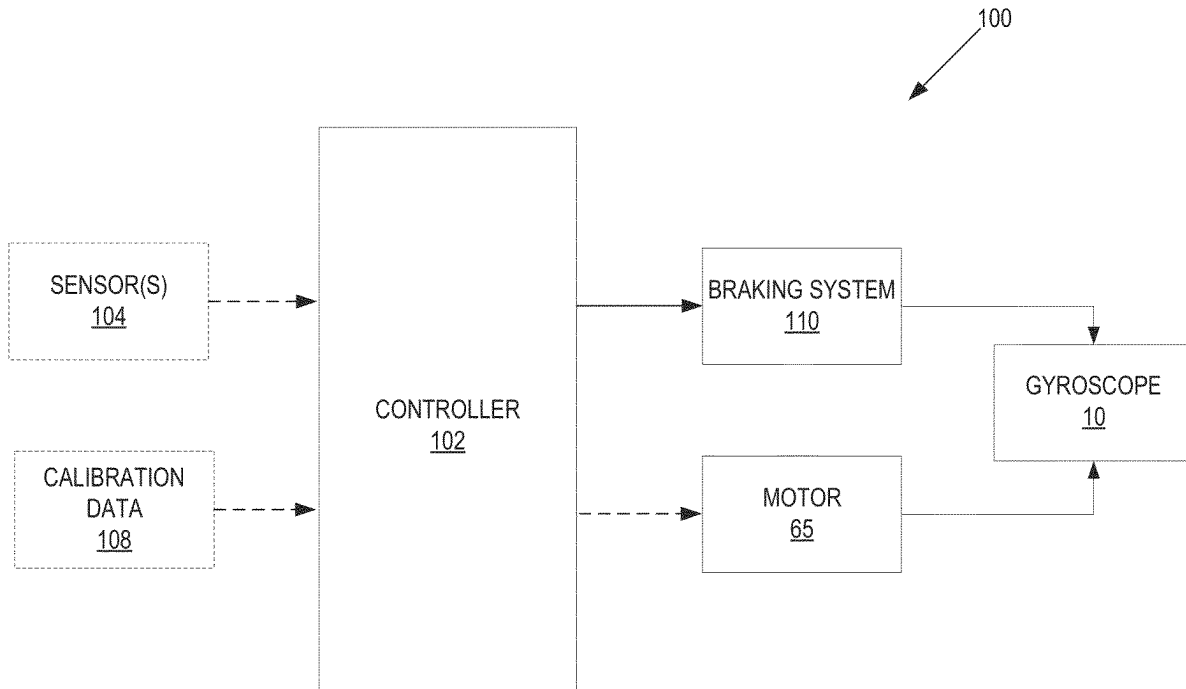 100
SENSOR(S)
104
CALIBRATION
DATA
108
CONTROLLER
102
BRAKING SYSTEM
110
MOTOR
65
GYROSCOPE
10